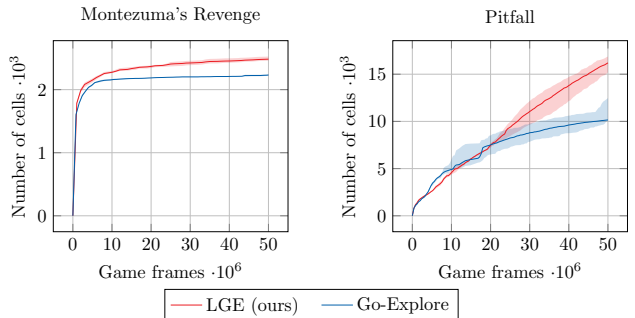 Montezuma's Revenge
Number of cells ·10³
0
1
2
0
10
20
30
40
50
Game frames ·10⁶
Pitfall
Number of cells ·10³
0
5
10
15
0
10
20
30
40
50
Game frames ·10⁶
LGE (ours)
Go-Explore